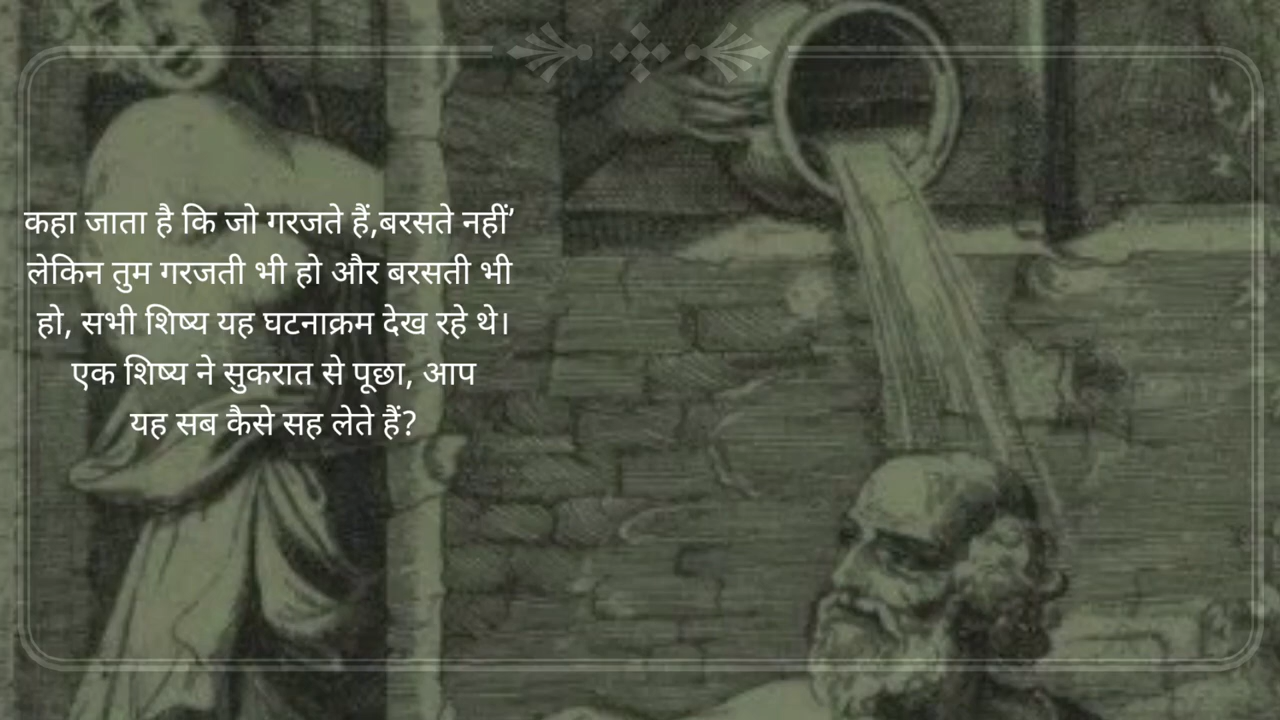 कहा जाता है कि जो गरजते हैं,बरसते नहीं’
लेकिन तुम गरजती भी हो और बरसती भी
हो, सभी शिष्य यह घटनाक्रम देख रहे थे।
एक शिष्य ने सुकरात से पूछा, आप
यह सब कैसे सह लेते हैं?